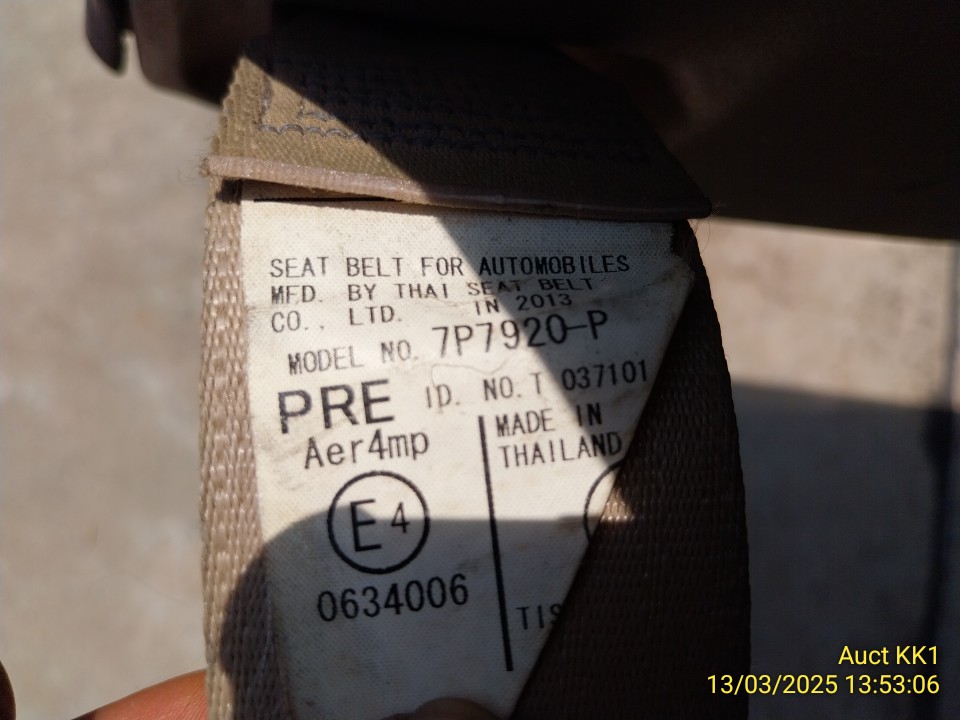 SEAT BELT FOR AUTOMOBILES
MFD. BY THAI SEAT BELT
CO., LTD. IN 2013
MODEL NO. 7P7920-P
PRE ID. NO. T 037101
Aer4mp
MADE IN
THAILAND
E4
0634006
TIS
Auct KK1
13/03/2025 13:53:06